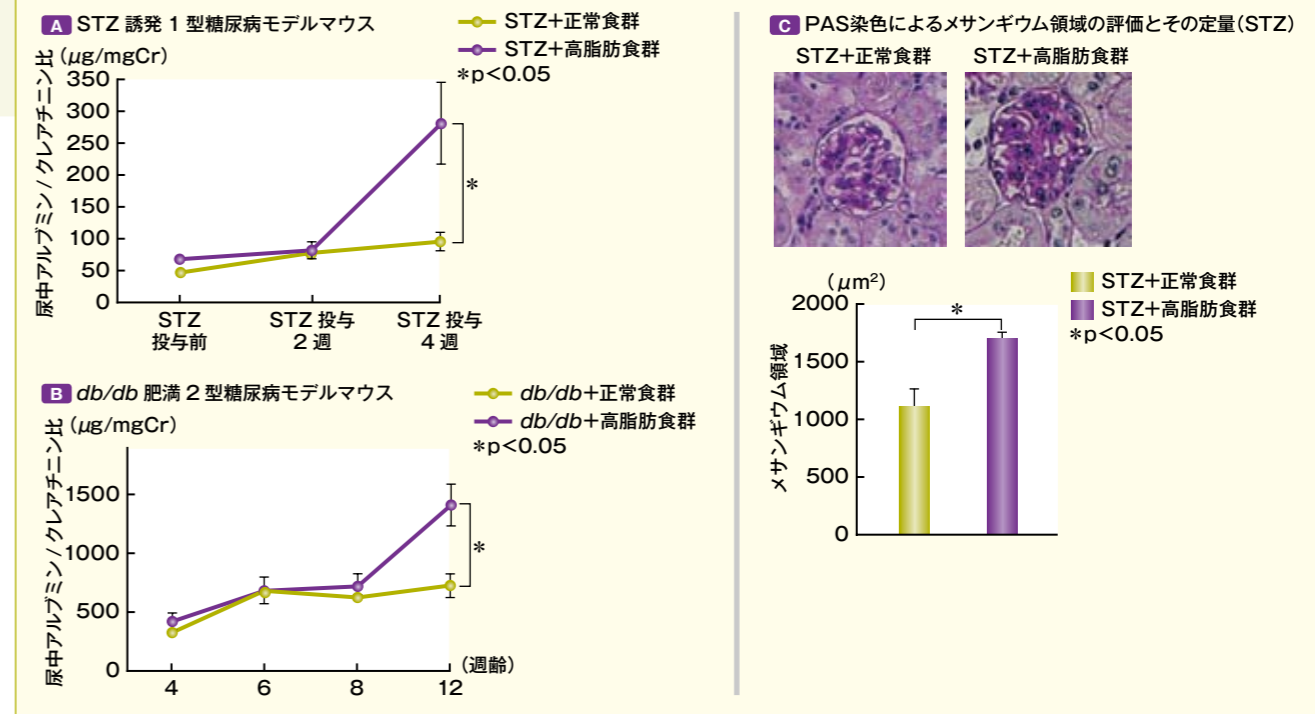 A STZ 誘発 1 型糖尿病モデルマウス
尿中アルブミン / クレアチニン比
(μg/mgCr)
STZ+正常食群
STZ+高脂肪食群
*p<0.05
350
300
250
200
150
100
50
0
*
STZ
投与前
STZ 投与
2 週
STZ 投与
4 週
B db/db 肥満 2 型糖尿病モデルマウス
尿中アルブミン / クレアチニン比
(μg/mgCr)
db/db+正常食群
db/db+高脂肪食群
*p<0.05
1500
1000
500
0
*
4
6
8
12
(週齢)
C PAS染色によるメサンギウム領域の評価とその定量(STZ)
STZ+正常食群
STZ+高脂肪食群
(μm²)
メサンギウム領域
2000
1500
1000
500
0
*
STZ+正常食群
STZ+高脂肪食群
*p<0.05